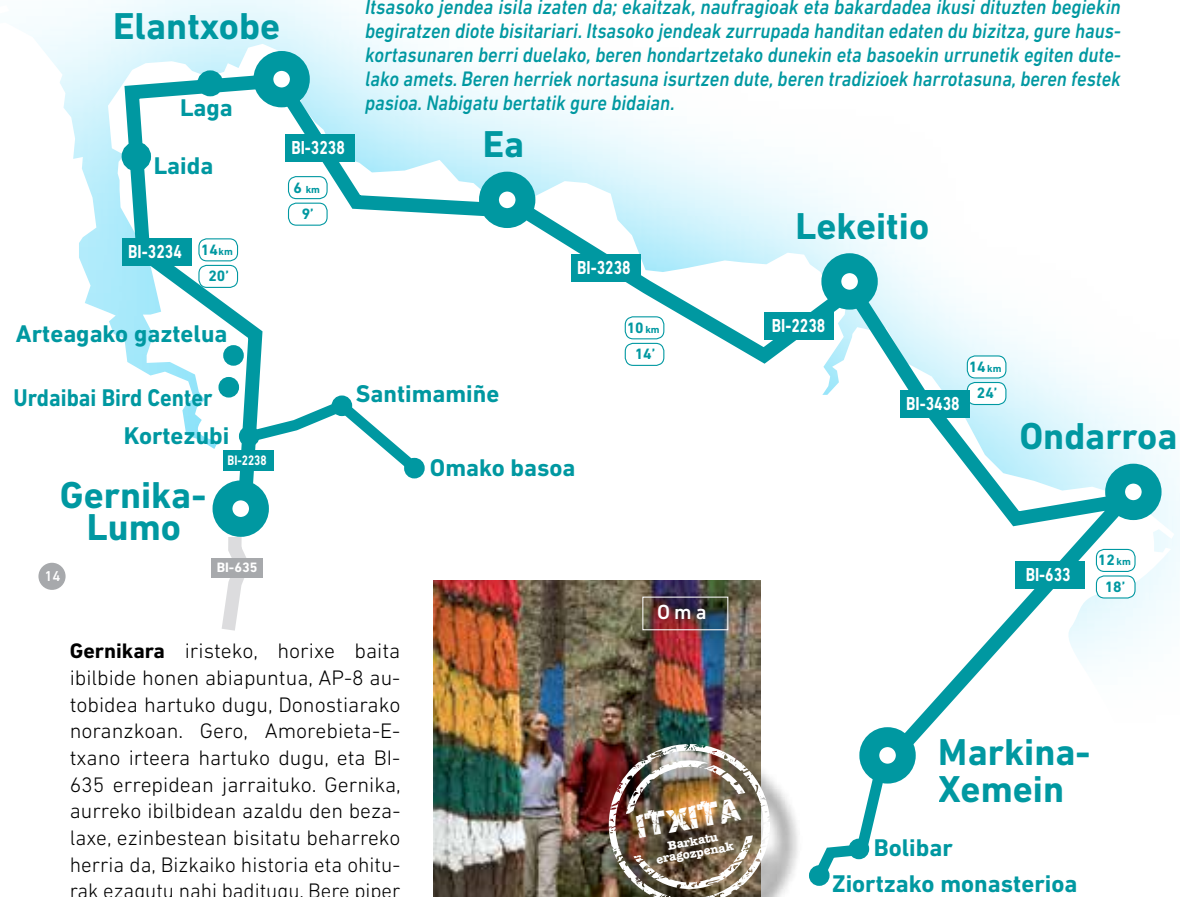 Itsasoko jendea isila izaten da; ekaitzak, naufragioak eta bakardadea ikusi dituzten begiekin
begiratzen diote bisitariari. Itsasoko jendeak zurrupada handitan edaten du bizitza, gure haus-
kortasunaren berri duelako, beren hondartzetako dunekin eta basoekin urrunetik egiten dute-
lako amets. Beren herriek nortasuna isurtzen dute, beren tradizioek harrotasuna, beren festek
pasioa. Nabigatu bertatik gure bidaian.
Elantxobe
Laga
Laida
BI-3238
6 km
9’
Ea
BI-3234
14km
20’
BI-3238
10 km
14’
BI-2238
Lekeitio
Arteagako gaztelua
Urdaibai Bird Center
Kortezubi
Santimamiñe
Omako basoa
BI-2238
Gernika-
Lumo
BI-635
14
BI-3438
14km
24’
Ondarroa
BI-633
12km
18’
Markina-
Xemein
Bolibar
Ziortzako monasterioa
Gernikara iristeko, horixe baita
ibilbide honen abiapuntua, AP-8 au-
tobidea hartuko dugu, Donostiarako
noranzkoan. Gero, Amorebieta-E-
txano irteera hartuko dugu, eta BI-
635 errepidean jarraituko. Gernika,
aurreko ibilbidean azaldu den beza-
laxe, ezinbestean bisitatu beharreko
herria da, Bizkaiko historia eta ohitu-
rak ezagutu nahi baditugu. Bere piper
Oma
ITXITA
Barkatu
eragozpenak